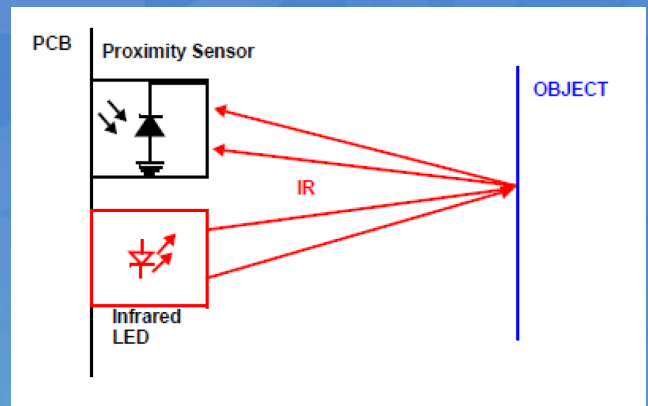 PCB
Proximity Sensor
OBJECT
IR
Infrared
LED